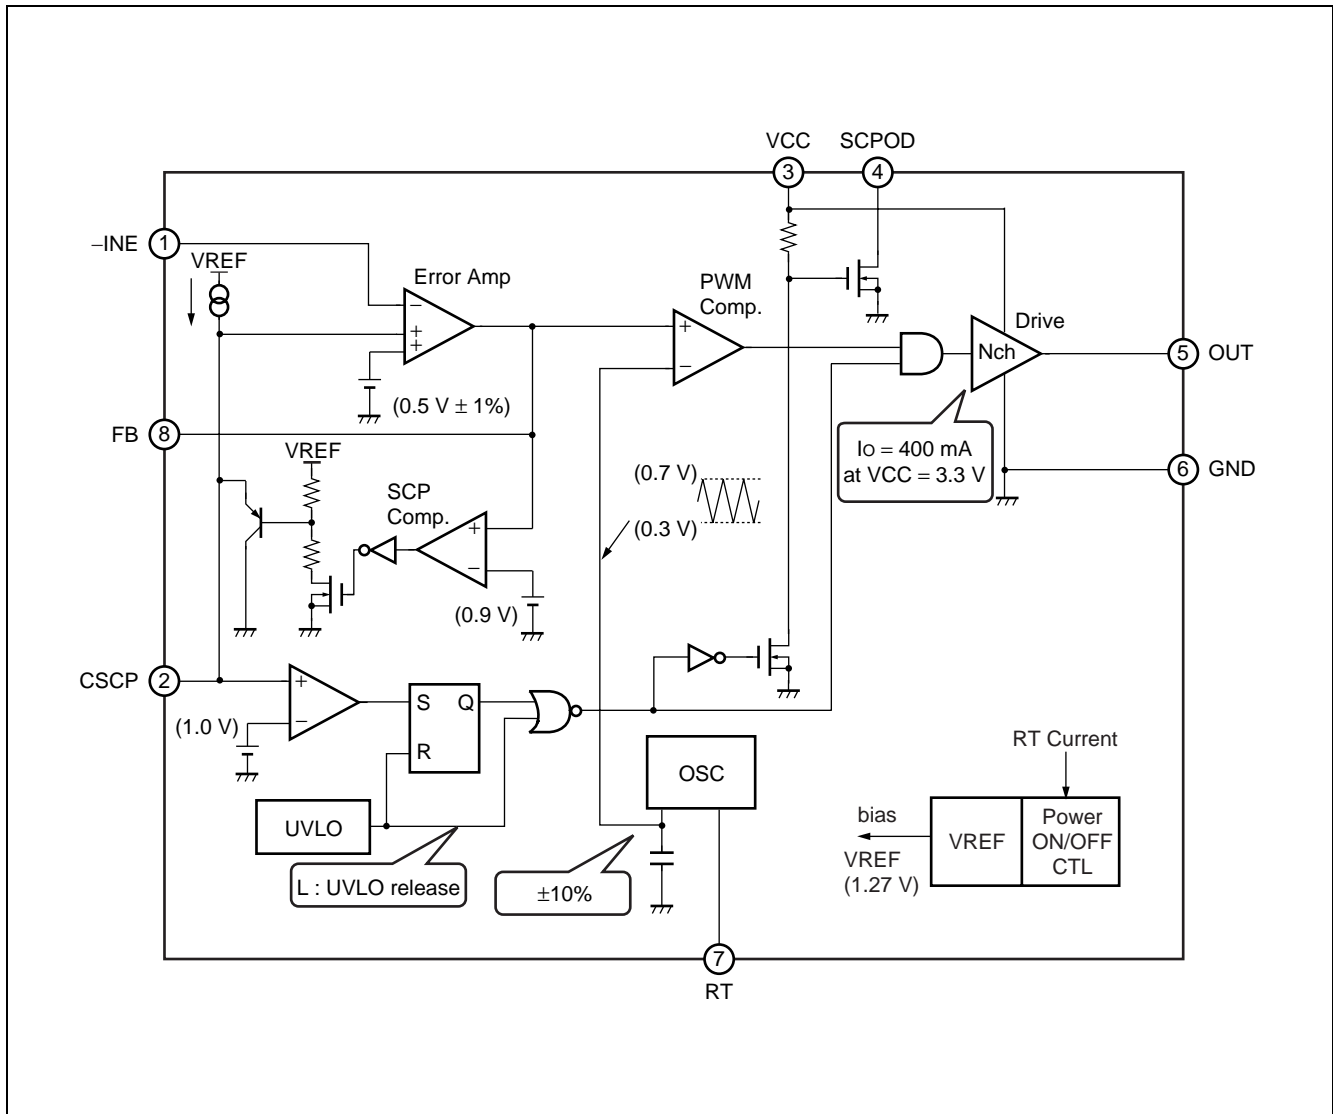 VCC
SCPOD
3
4
–INE
1
VREF
Error Amp
PWM
Comp.
−
+
+
+
−
(0.5 V ± 1%)
Drive
Nch
5
OUT
FB
8
IO = 400 mA
at VCC = 3.3 V
6
GND
VREF
SCP
Comp.
+
−
(0.9 V)
(0.7 V)
(0.3 V)
CSCP
2
+
−
(1.0 V)
S
Q
R
UVLO
L : UVLO release
OSC
±10%
RT Current
bias
VREF
(1.27 V)
VREF
Power
ON/OFF
CTL
7
RT